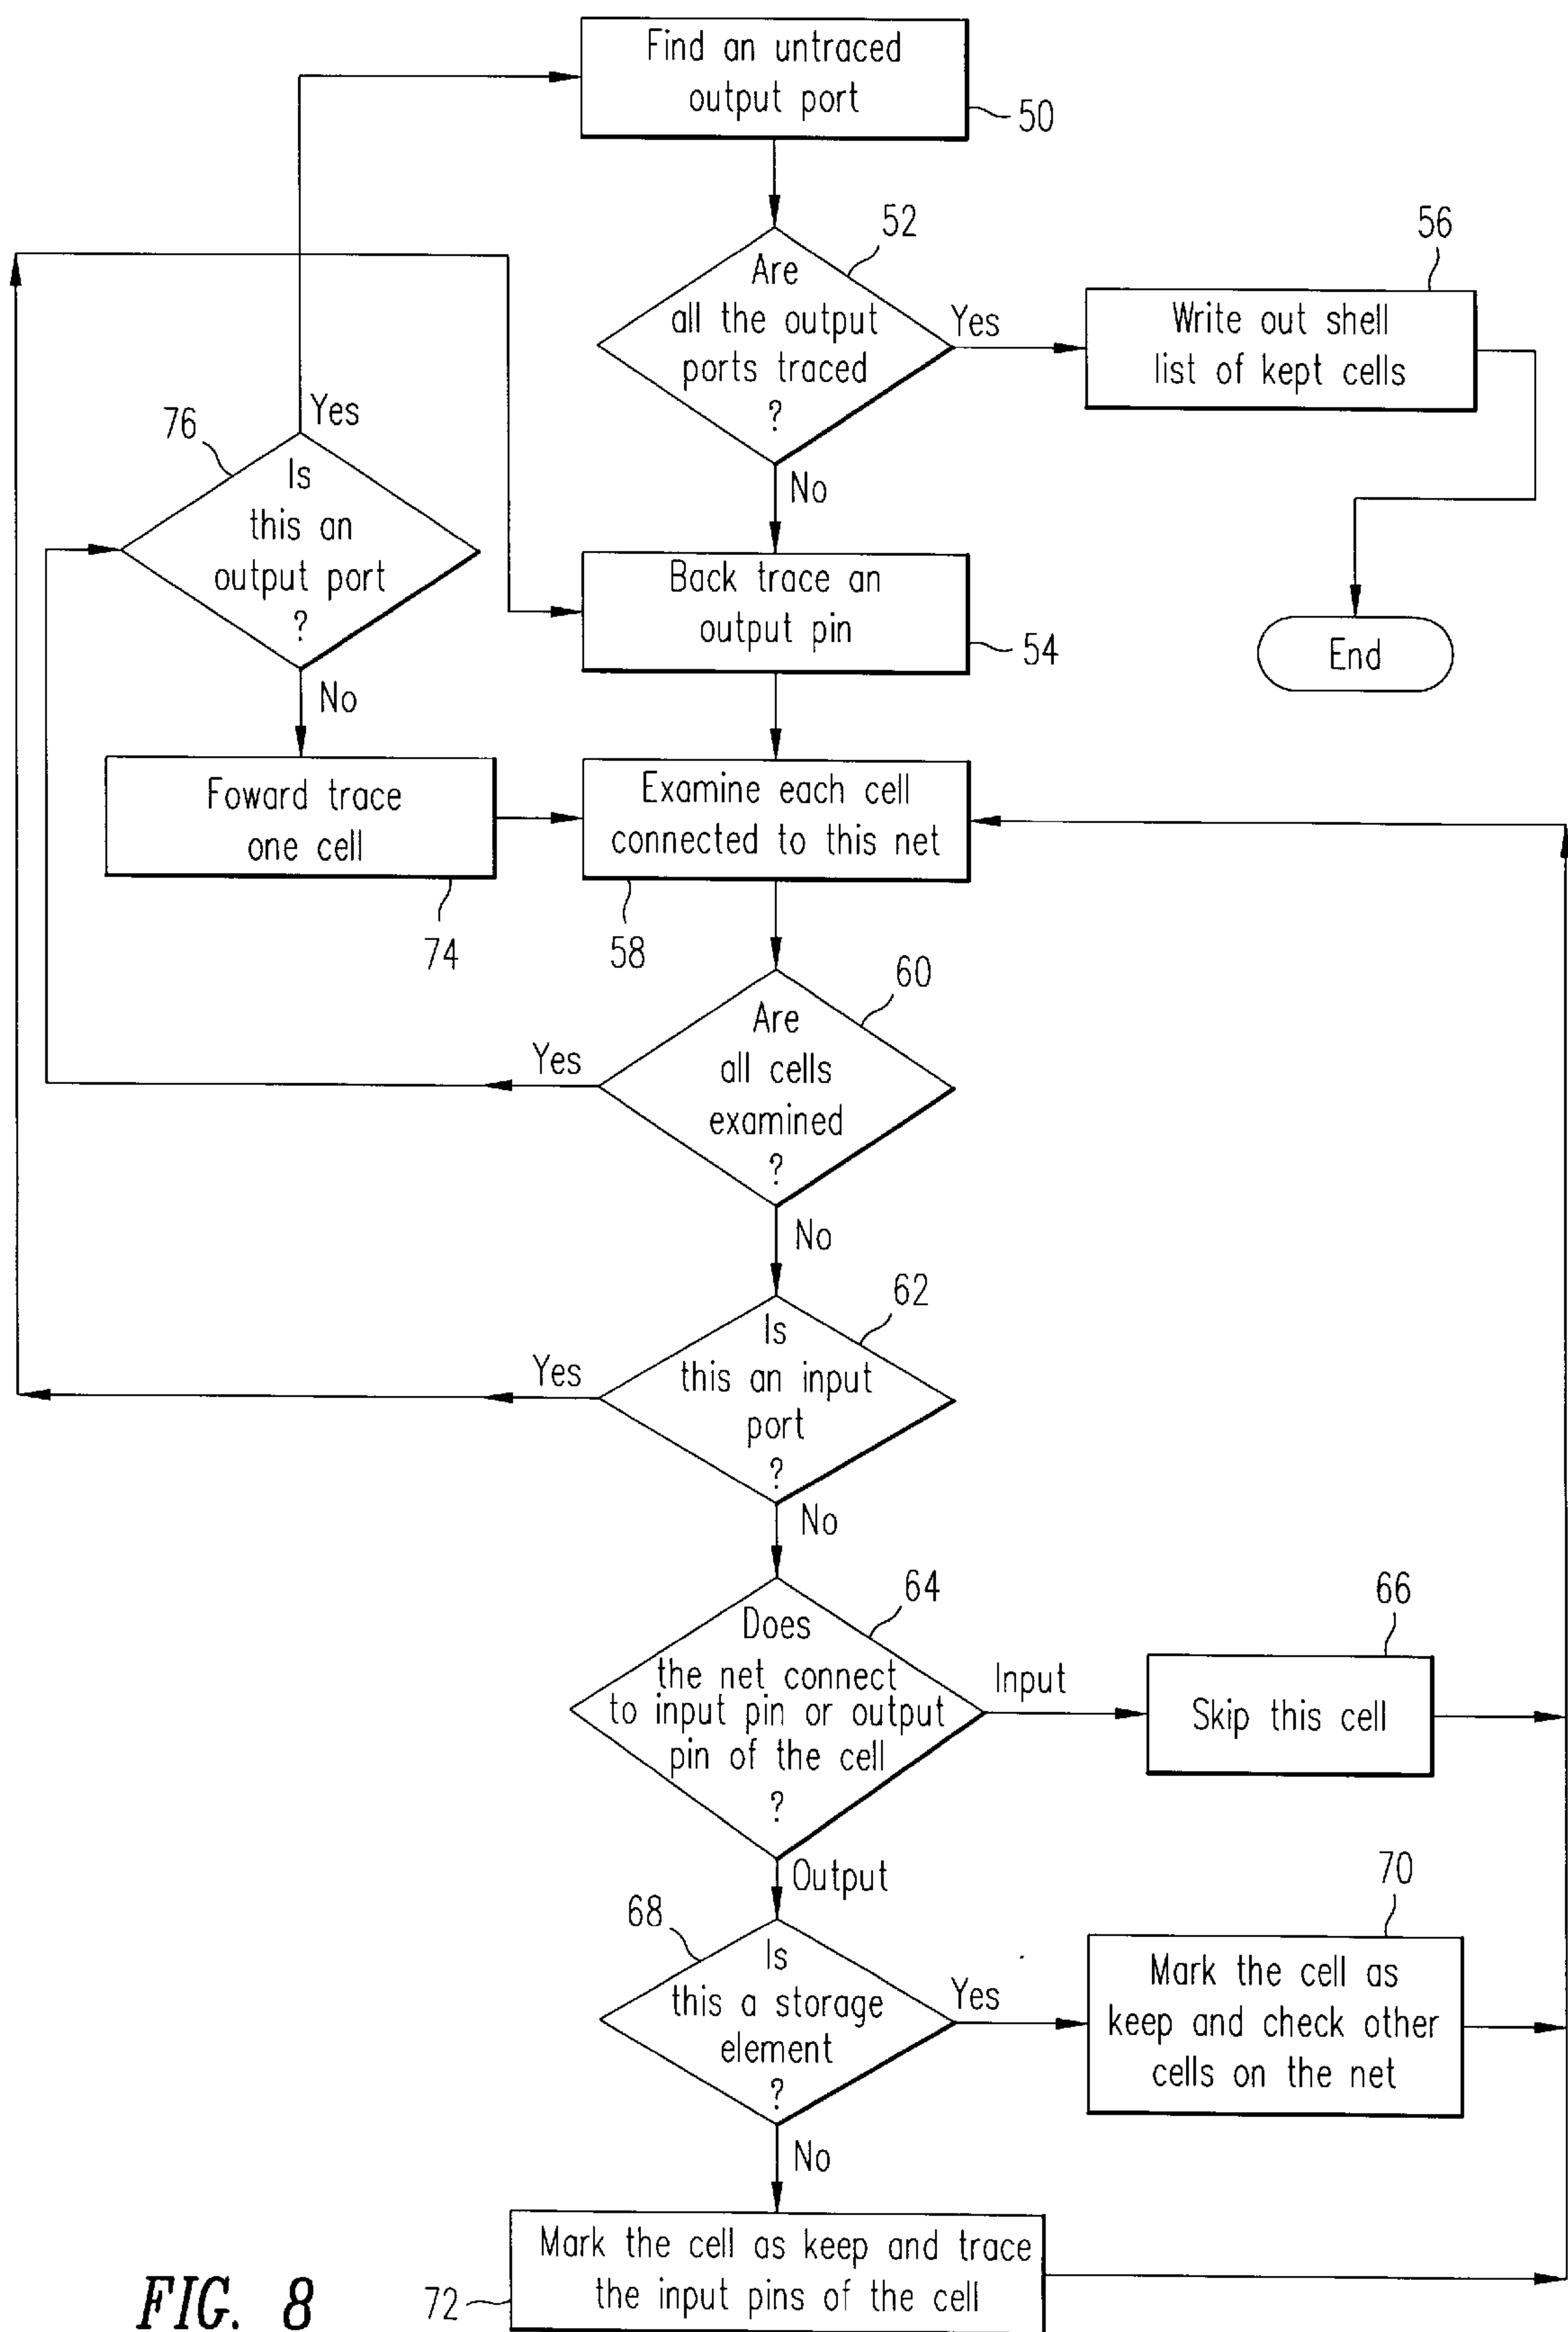 Find an untraced
output port
50
52
Are
all the output
ports traced
?
Yes
56
Write out shell
list of kept cells
76
Yes
Is
this an
output port
?
No
No
Back trace an
output pin
54
End
Foward trace
one cell
74
Examine each cell
connected to this net
58
60
Are
all cells
examined
?
Yes
No
62
Is
this an input
port
?
Yes
No
64
Does
the net connect
to input pin or output
pin of the cell
?
Input
66
Skip this cell
Output
68
Is
this a storage
element
?
Yes
70
Mark the cell as
keep and check other
cells on the net
No
Mark the cell as keep and trace
the input pins of the cell
72
FIG. 8